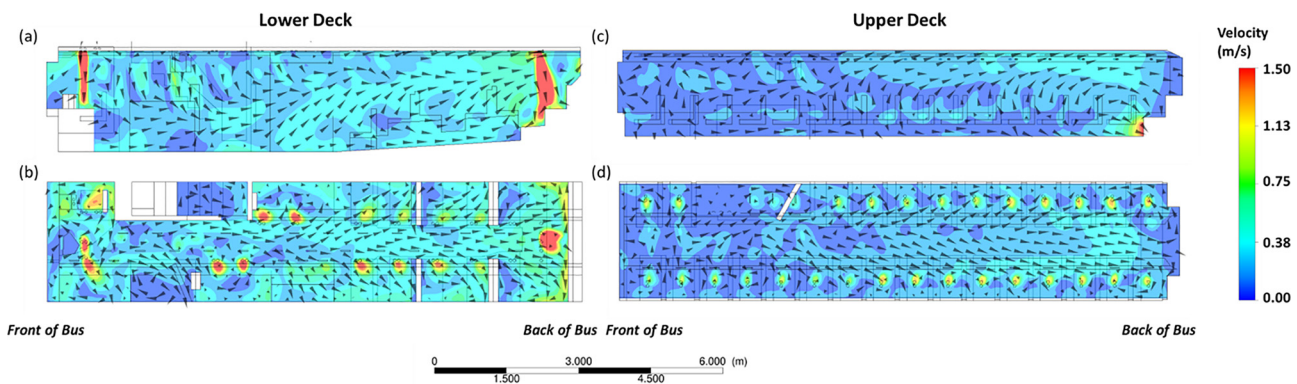 Lower Deck
Upper Deck
(a)
(c)
Velocity
(m/s)
1.50
1.13
0.75
0.38
0.00
(b)
(d)
Front of Bus
Back of Bus
Front of Bus
Back of Bus
0
3.000
6.000 (m)
1.500
4.500